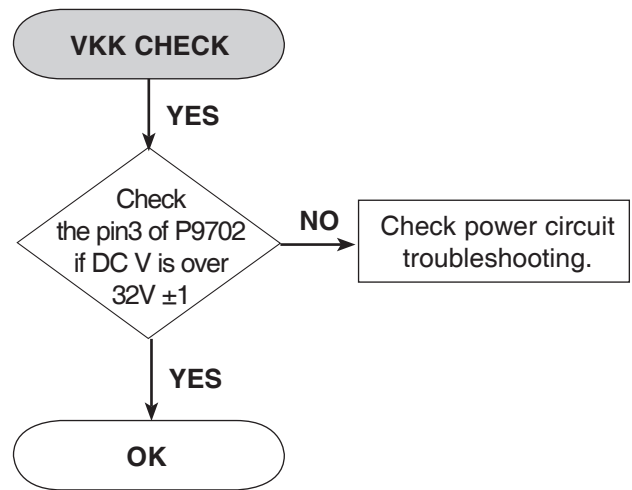 VKK CHECK
YES
Check
the pin3 of P9702
if DC V is over
32V ±1
NO
Check power circuit
troubleshooting.
YES
OK